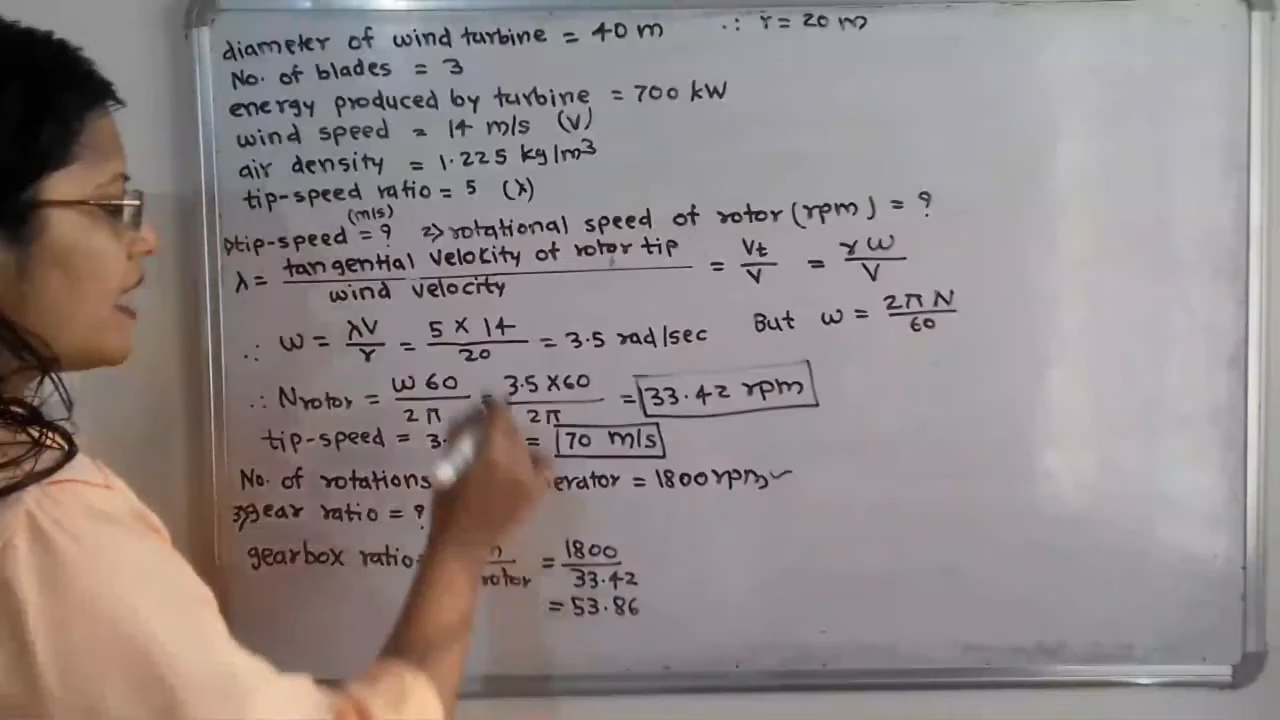 diameter of wind turbine = 40 m ∴ r = 20 m
No. of blades = 3
energy produced by turbine = 700 kW
wind speed = 14 m/s (V)
air density = 1.225 kg/m3
tip-speed ratio = 5 (λ)
(m/s)
1) tip-speed = ? 2) rotational speed of rotor (rpm) = ?
λ = tangential velocity of rotor tip / wind velocity = Vt / V = rω / V
∴ ω = λV / r = 5 × 14 / 20 = 3.5 rad/sec But ω = 2π N / 60
∴ Nrotor = ω 60 / 2π = 3.5 × 60 / 2π = 33.42 rpm
tip-speed = 3. = 70 m/s
No. of rotations = 1800 rpm
3) gear ratio = ?
gearbox ratio = 1800 / 33.42
= 53.86